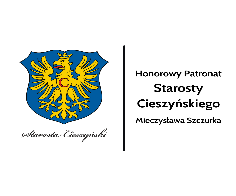 Starosta Cieszyński
Honorowy Patronat
Starosty
Cieszyńskiego
Mieczysława Szczurka